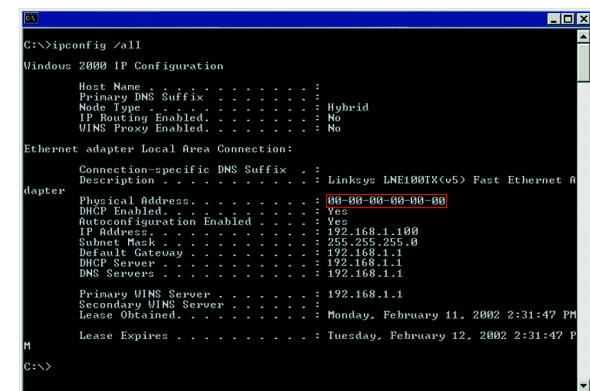 C:\>ipconfig /all
Windows 2000 IP Configuration
Host Name . . . . . . . . . . . . :
Primary DNS Suffix . . . . . . . :
Node Type . . . . . . . . . . . . : Hybrid
IP Routing Enabled. . . . . . . . : No
WINS Proxy Enabled. . . . . . . . : No
Ethernet adapter Local Area Connection:
Connection-specific DNS Suffix . :
Description . . . . . . . . . . . : Linksys LNE100TX(v5) Fast Ethernet A
dapter
Physical Address. . . . . . . . . : 00-00-00-00-00-00
DHCP Enabled. . . . . . . . . . . : Yes
Autoconfiguration Enabled . . . . : Yes
IP Address. . . . . . . . . . . . : 192.168.1.100
Subnet Mask . . . . . . . . . . . : 255.255.255.0
Default Gateway . . . . . . . . . : 192.168.1.1
DHCP Server . . . . . . . . . . . : 192.168.1.1
DNS Servers . . . . . . . . . . . : 192.168.1.1
Primary WINS Server . . . . . . . : 192.168.1.1
Secondary WINS Server . . . . . . :
Lease Obtained. . . . . . . . . . : Monday, February 11, 2002 2:31:47 PM
Lease Expires . . . . . . . . . . : Tuesday, February 12, 2002 2:31:47 P
M
C:\>